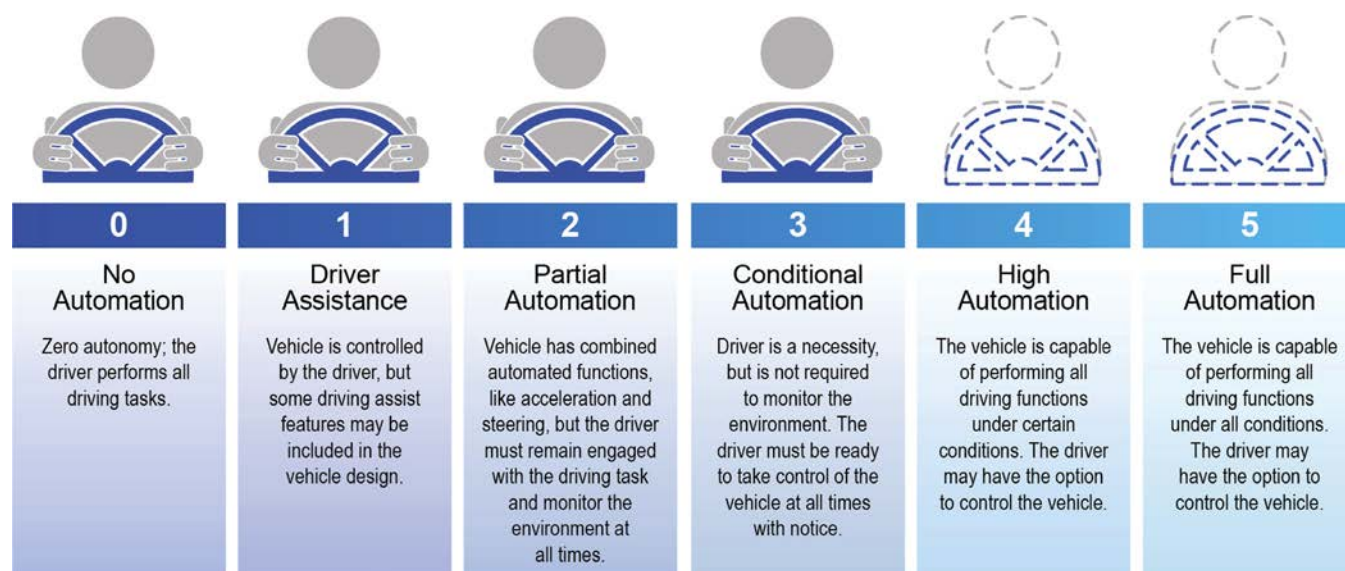 0
No
Automation
Zero autonomy; the
driver performs all
driving tasks.
1
Driver
Assistance
Vehicle is controlled
by the driver, but
some driving assist
features may be
included in the
vehicle design.
2
Partial
Automation
Vehicle has combined
automated functions,
like acceleration and
steering, but the driver
must remain engaged
with the driving task
and monitor the
environment at
all times.
3
Conditional
Automation
Driver is a necessity,
but is not required
to monitor the
environment. The
driver must be ready
to take control of the
vehicle at all times
with notice.
4
High
Automation
The vehicle is capable
of performing all
driving functions
under certain
conditions. The driver
may have the option
to control the vehicle.
5
Full
Automation
The vehicle is capable
of performing all
driving functions
under all conditions.
The driver may
have the option to
control the vehicle.